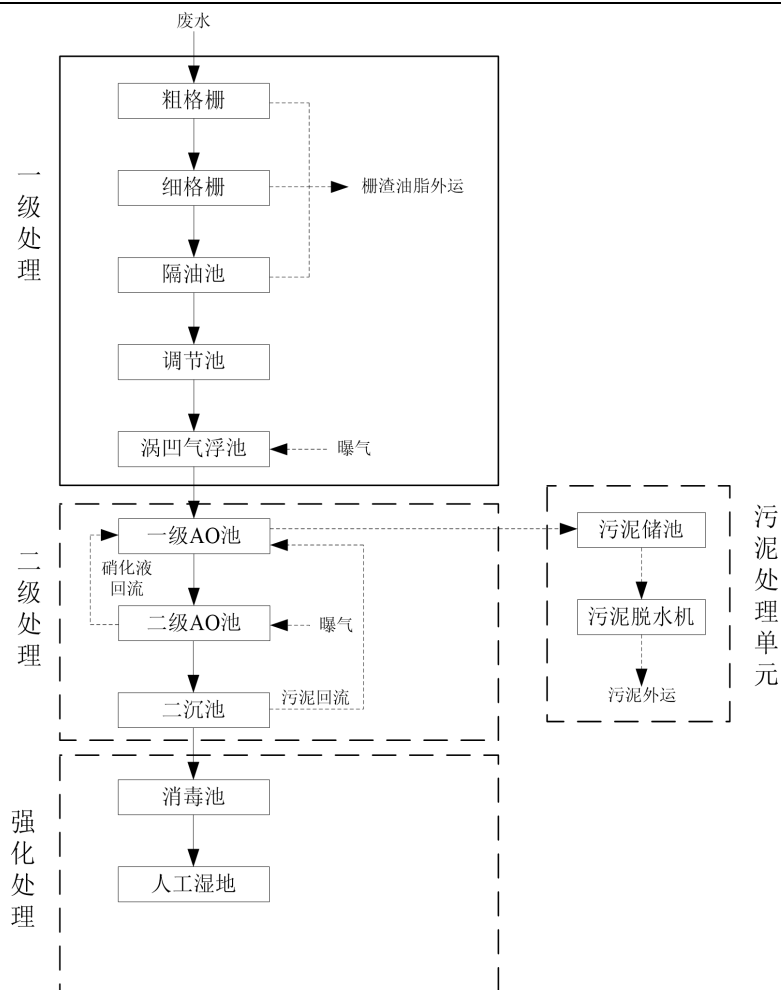 废水
一级处理
粗格栅
细格栅
栅渣油脂外运
隔油池
调节池
涡凹气浮池
曝气
二级处理
一级AO池
硝化液
回流
二级AO池
曝气
二沉池
污泥回流
污泥处理单元
污泥储池
污泥脱水机
污泥外运
强化处理
消毒池
人工湿地